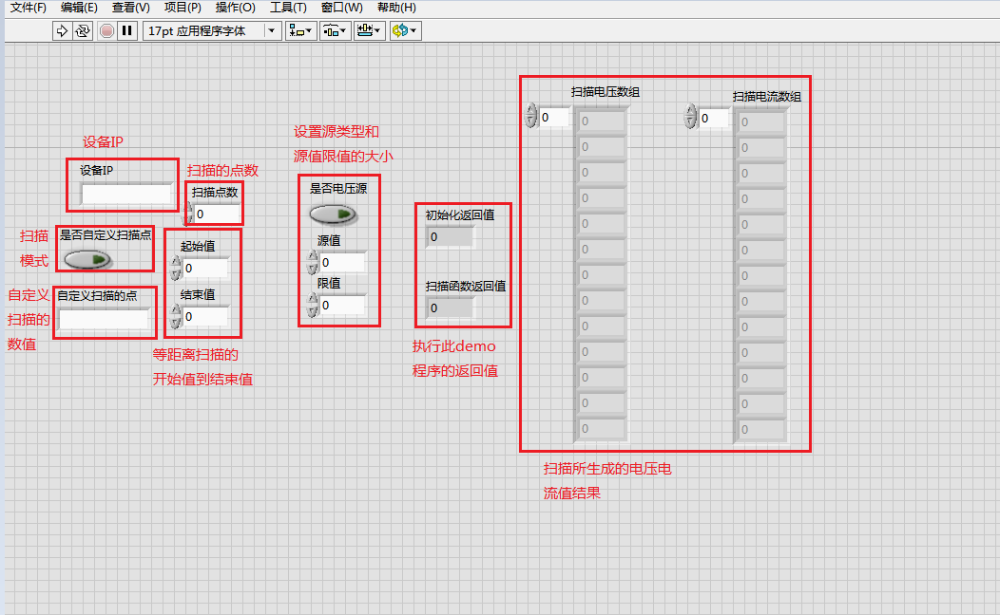 文件(F) 编辑(E) 查看(V) 项目(P) 操作(O) 工具(T) 窗口(W) 帮助(H)
17pt 应用程序字体
设备IP
设备IP
扫描的点数
扫描点数
0
扫描
模式
是否自定义扫描点
自定义
扫描的
数值
自定义扫描的点
起始值
0
结束值
0
等距离扫描的
开始值到结束值
设置源类型和
源值限值的大小
是否电压源
源值
0
限值
0
初始化返回值
0
扫描函数返回值
0
执行此demo
程序的返回值
扫描电压数组
0
0
0
0
0
0
0
0
0
0
0
0
0
0
扫描电流数组
0
0
0
0
0
0
0
0
0
0
0
0
0
0
扫描所生成的电压电
流值结果